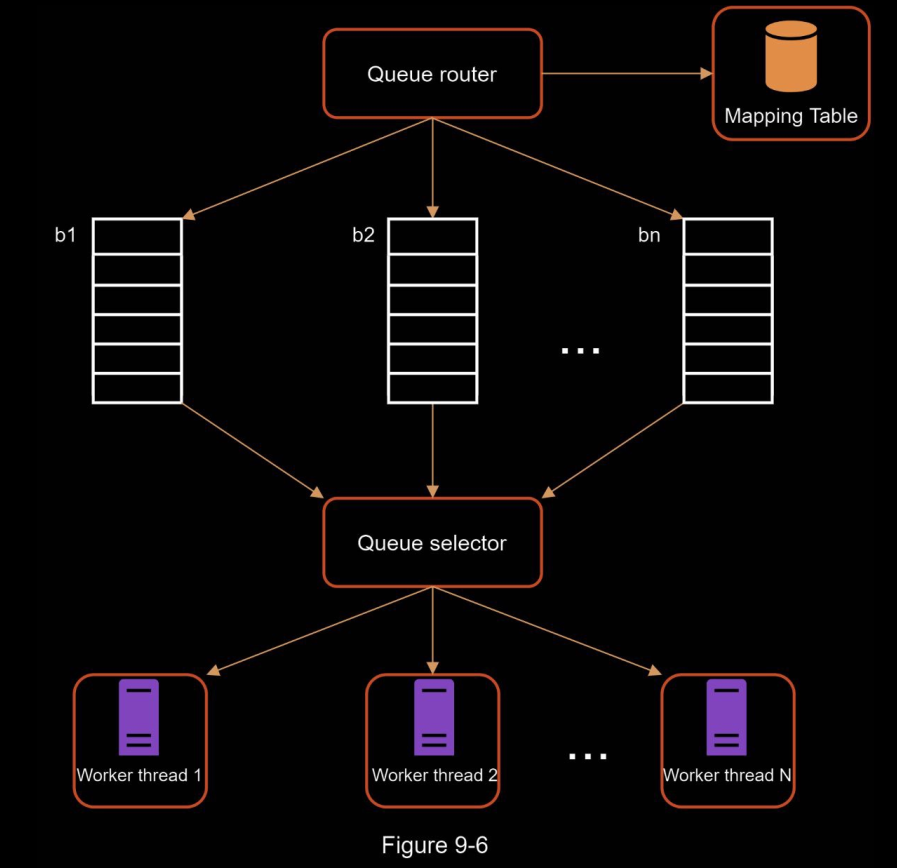 Queue router
Mapping Table
b1
b2
bn
...
Queue selector
Worker thread 1
Worker thread 2
...
Worker thread N
Figure 9-6